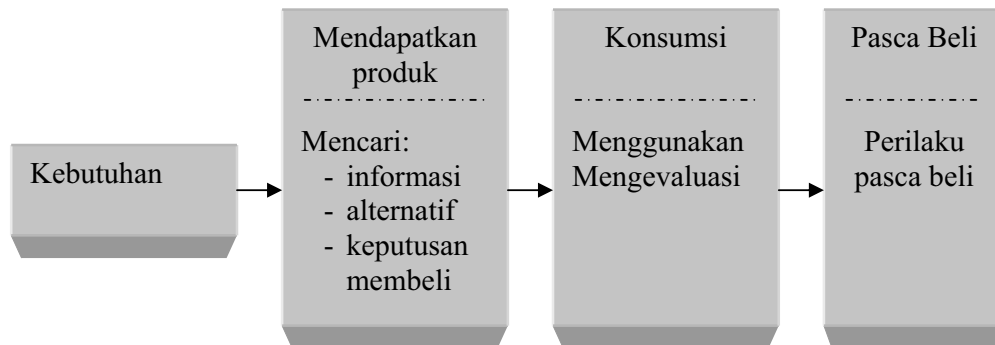 Kebutuhan
Mendapatkan
produk
Mencari:
- informasi
- alternatif
- keputusan
membeli
Konsumsi
Menggunakan
Mengevaluasi
Pasca Beli
Perilaku
pasca beli